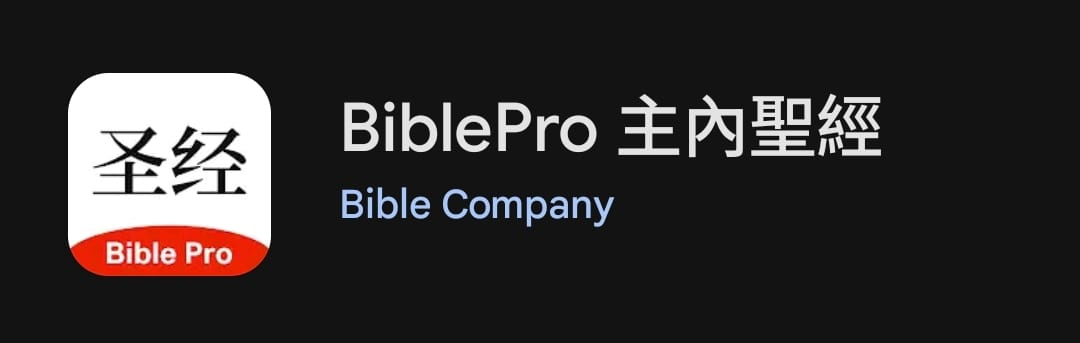 圣经
Bible Pro
BiblePro 主內聖經
Bible Company